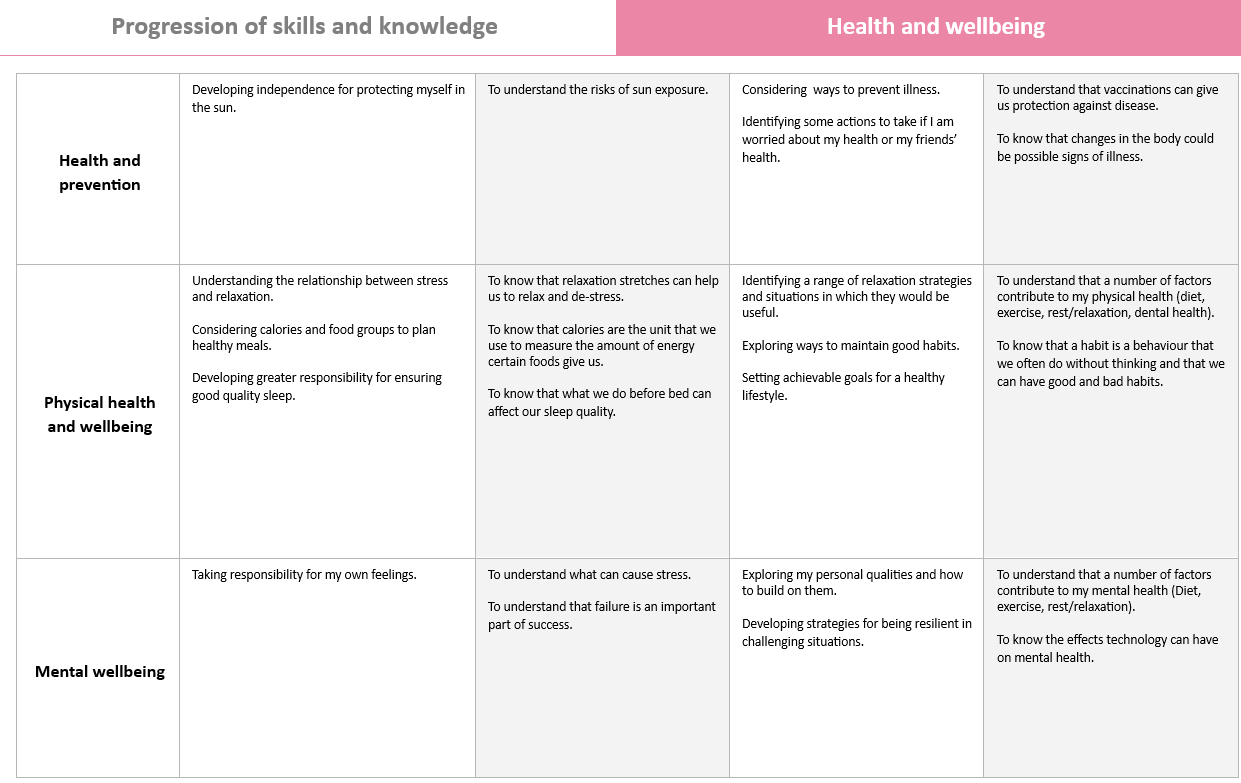 Progression of skills and knowledge
Health and wellbeing
Health and
prevention
Developing independence for protecting myself in
the sun.
To understand the risks of sun exposure.
Considering  ways to prevent illness.
Identifying some actions to take if I am
worried about my health or my friends’
health.
To understand that vaccinations can give
us protection against disease.
To know that changes in the body could
be possible signs of illness.
Physical health
and wellbeing
Understanding the relationship between stress
and relaxation.
Considering calories and food groups to plan
healthy meals.
Developing greater responsibility for ensuring
good quality sleep.
To know that relaxation stretches can help
us to relax and de-stress.
To know that calories are the unit that we
use to measure the amount of energy
certain foods give us.
To know that what we do before bed can
affect our sleep quality.
Identifying a range of relaxation strategies
and situations in which they would be
useful.
Exploring ways to maintain good habits.
Setting achievable goals for a healthy
lifestyle.
To understand that a number of factors
contribute to my physical health (diet,
exercise, rest/relaxation, dental health).
To know that a habit is a behaviour that
we often do without thinking and that we
can have good and bad habits.
Mental wellbeing
Taking responsibility for my own feelings.
To understand what can cause stress.
To understand that failure is an important
part of success.
Exploring my personal qualities and how
to build on them.
Developing strategies for being resilient in
challenging situations.
To understand that a number of factors
contribute to my mental health (Diet,
exercise, rest/relaxation).
To know the effects technology can have
on mental health.